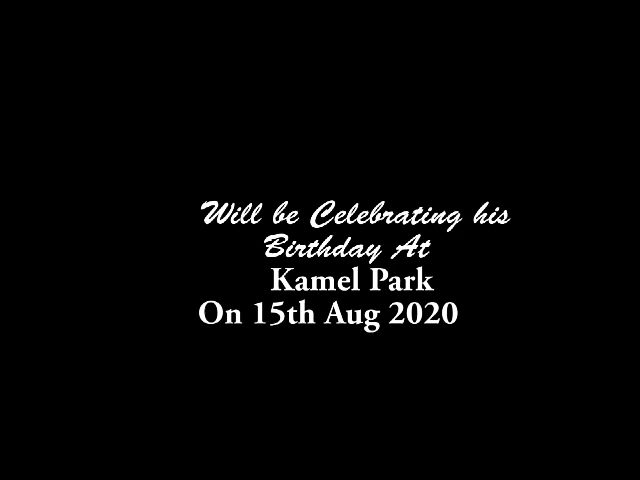 Will be Celebrating his
Birthday At
Kamel Park
On 15th Aug 2020